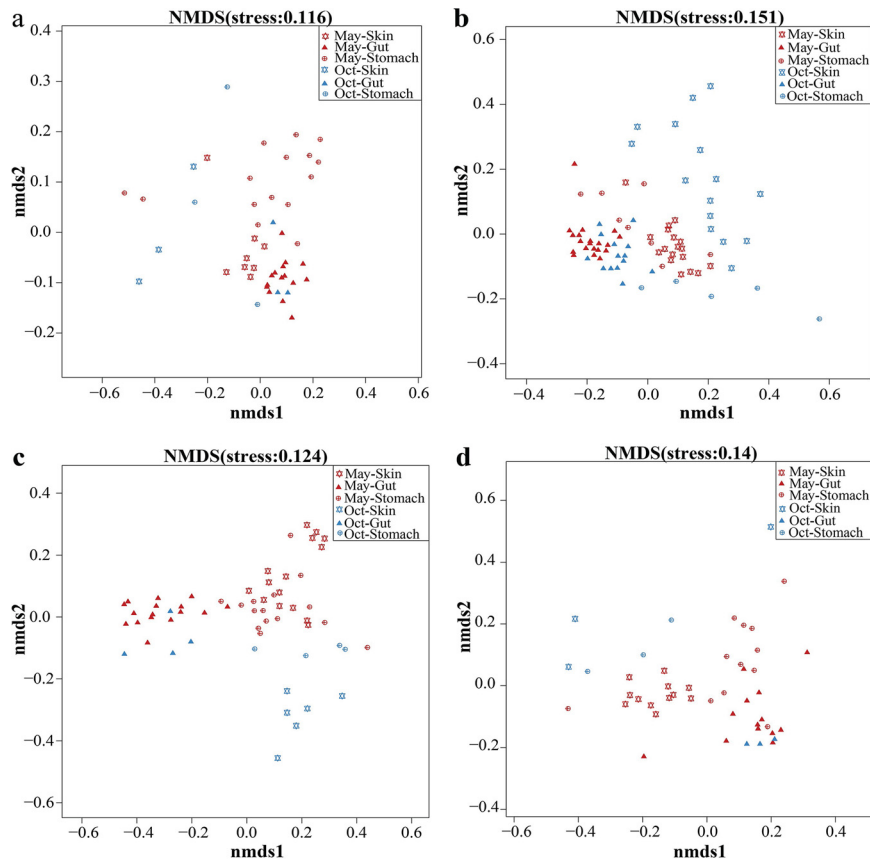 a
NMDS(stress:0.116)
May-Skin
May-Gut
May-Stomach
Oct-Skin
Oct-Gut
Oct-Stomach
0.4
0.3
0.2
0.1
0.0
−0.1
−0.2
nmds2
−0.6 −0.4 −0.2 0.0 0.2 0.4 0.6
nmds1
b
NMDS(stress:0.151)
May-Skin
May-Gut
May-Stomach
Oct-Skin
Oct-Gut
Oct-Stomach
0.6
0.4
0.2
0.0
−0.2
−0.4
nmds2
−0.4 −0.2 0.0 0.2 0.4 0.6
nmds1
c
NMDS(stress:0.124)
May-Skin
May-Gut
May-Stomach
Oct-Skin
Oct-Gut
Oct-Stomach
0.4
0.2
0.0
−0.2
−0.4
−0.6
nmds2
−0.6 −0.4 −0.2 0.0 0.2 0.4 0.6
nmds1
d
NMDS(stress:0.14)
May-Skin
May-Gut
May-Stomach
Oct-Skin
Oct-Gut
Oct-Stomach
0.6
0.4
0.2
0.0
−0.2
−0.4
nmds2
−0.6 −0.4 −0.2 0.0 0.2 0.4 0.6
nmds1